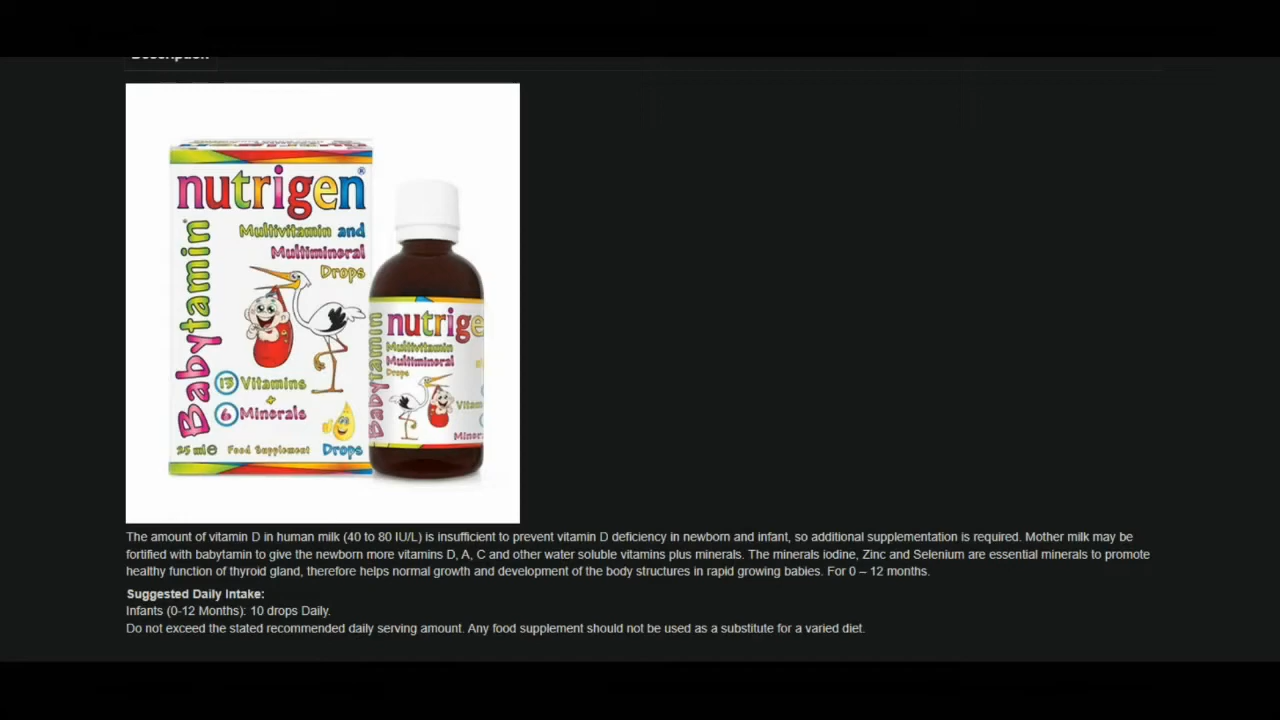 Description
nutrigen®
Babytamin
Multivitamin and
Multimineral
Drops
13 Vitamins
+
6 Minerals
25 ml e Food Supplement Drops
nutrigen
Babytamin
Multivitamin
Multimineral
Drops
The amount of vitamin D in human milk (40 to 80 IU/L) is insufficient to prevent vitamin D deficiency in newborn and infant, so additional supplementation is required. Mother milk may be
fortified with babytamin to give the newborn more vitamins D, A, C and other water soluble vitamins plus minerals. The minerals iodine, Zinc and Selenium are essential minerals to promote
healthy function of thyroid gland, therefore helps normal growth and development of the body structures in rapid growing babies. For 0 – 12 months.
Suggested Daily Intake:
Infants (0-12 Months): 10 drops Daily.
Do not exceed the stated recommended daily serving amount. Any food supplement should not be used as a substitute for a varied diet.